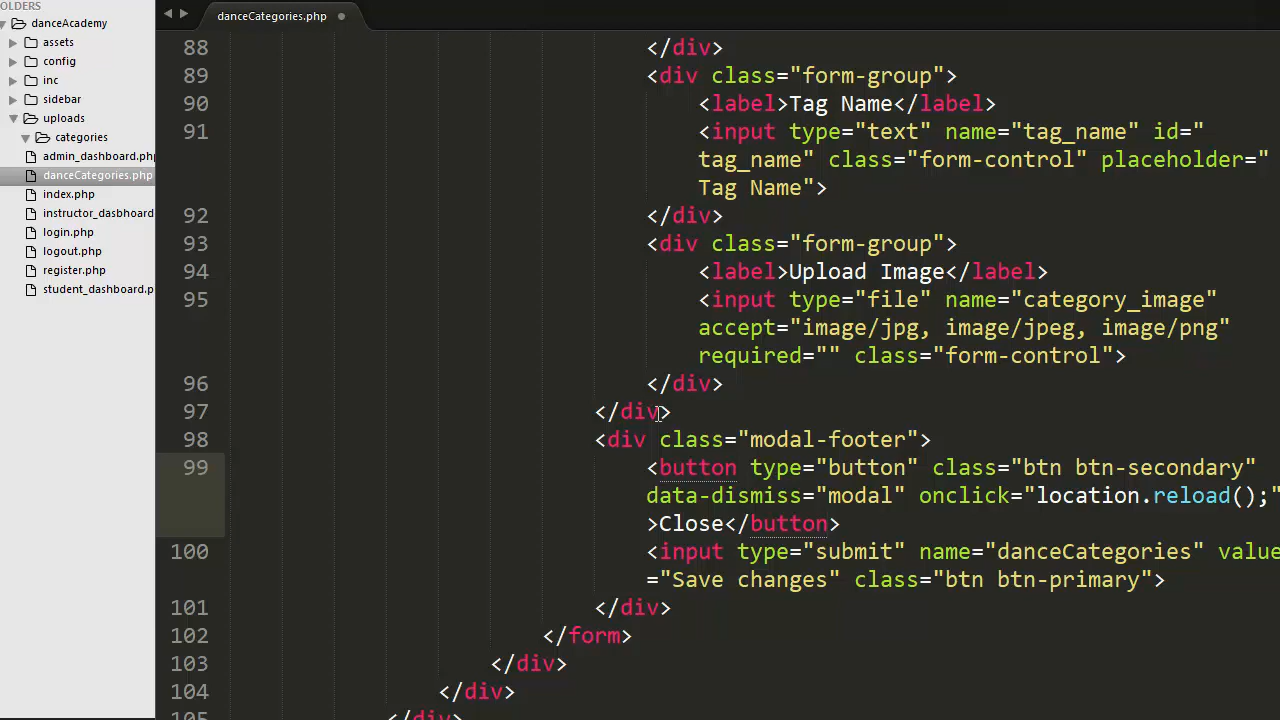 OLDERS
danceAcademy
assets
config
inc
sidebar
uploads
categories
admin_dashboard.php
danceCategories.php
index.php
instructor_dasbhoard
login.php
logout.php
register.php
student_dashboard.p
danceCategories.php
88 </div>
89 <div class="form-group">
90 <label>Tag Name</label>
91 <input type="text" name="tag_name" id="
tag_name" class="form-control" placeholder="
Tag Name">
92 </div>
93 <div class="form-group">
94 <label>Upload Image</label>
95 <input type="file" name="category_image"
accept="image/jpg, image/jpeg, image/png"
required="" class="form-control">
96 </div>
97 </div>
98 <div class="modal-footer">
99 <button type="button" class="btn btn-secondary"
data-dismiss="modal" onclick="location.reload();"
>Close</button>
100 <input type="submit" name="danceCategories" value
="Save changes" class="btn btn-primary">
101 </div>
102 </form>
103 </div>
104 </div>
105 </div>